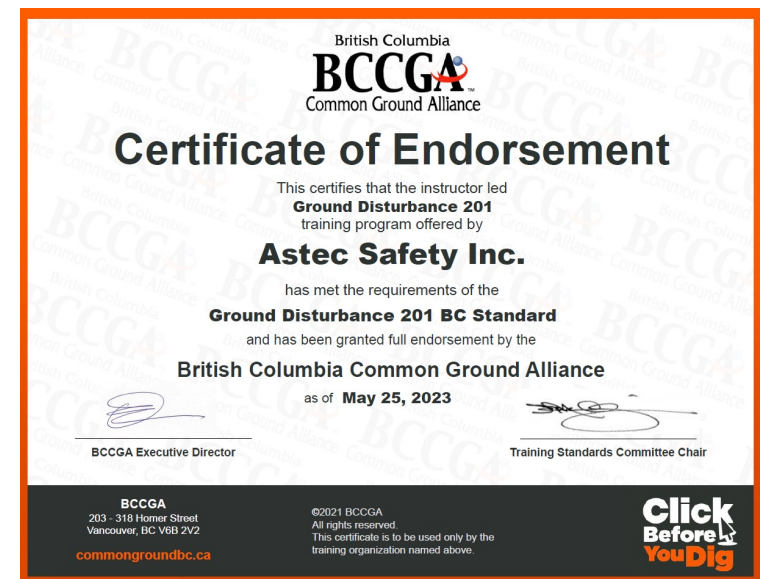 British Columbia
BCCGA™
Common Ground Alliance
Certificate of Endorsement
This certifies that the instructor led
Ground Disturbance 201
training program offered by
Astec Safety Inc.
has met the requirements of the
Ground Disturbance 201 BC Standard
and has been granted full endorsement by the
British Columbia Common Ground Alliance
as of May 25, 2023
BCCGA Executive Director
Training Standards Committee Chair
BCCGA
203 - 318 Homer Street
Vancouver, BC V6B 2V2
commongroundbc.ca
©2021 BCCGA
All rights reserved.
This certificate is to be used only by the
training organization named above.
Click
Before
YouDig